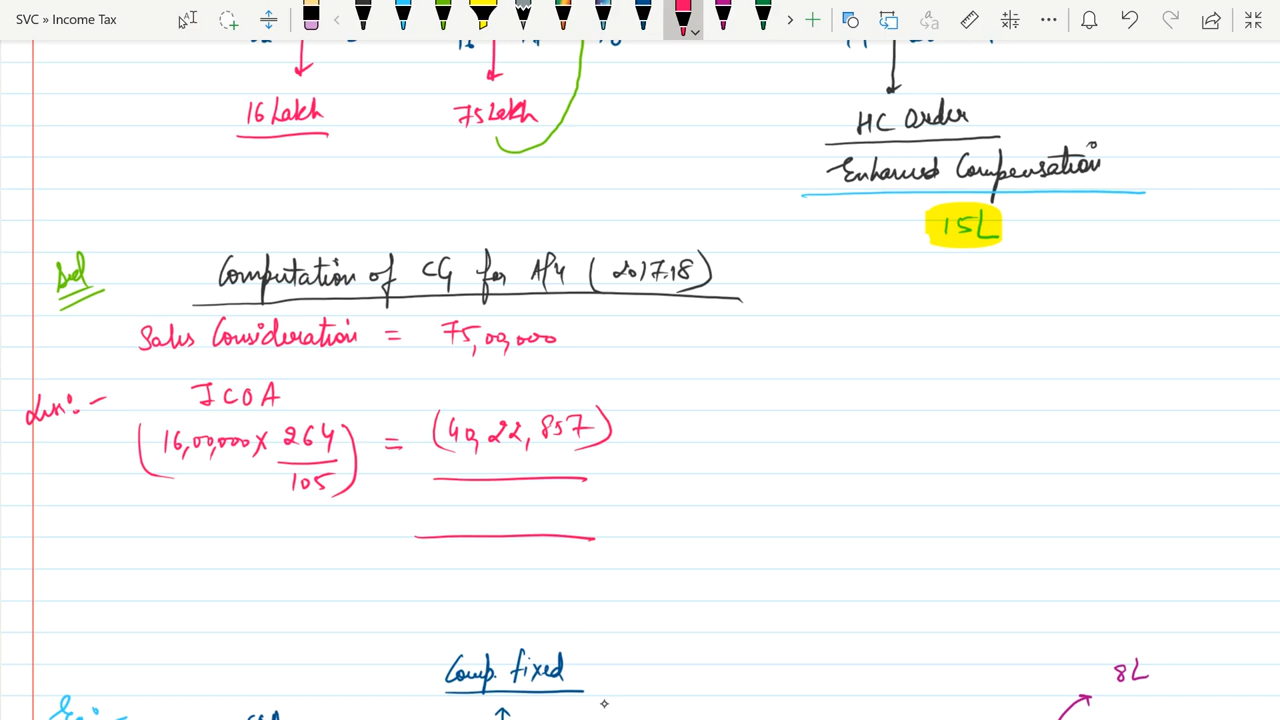 SVC » Income Tax
16 Lakh
75 Lakh
HC Order
Enhanced Compensation
15L
Sol
Computation of CG for A/Y (2017-18)
Sales Consideration = 75,00,000
Less:- ICOA
(16,00,000 x 264/105) = (40,22,857)
Comp. fixed
8L